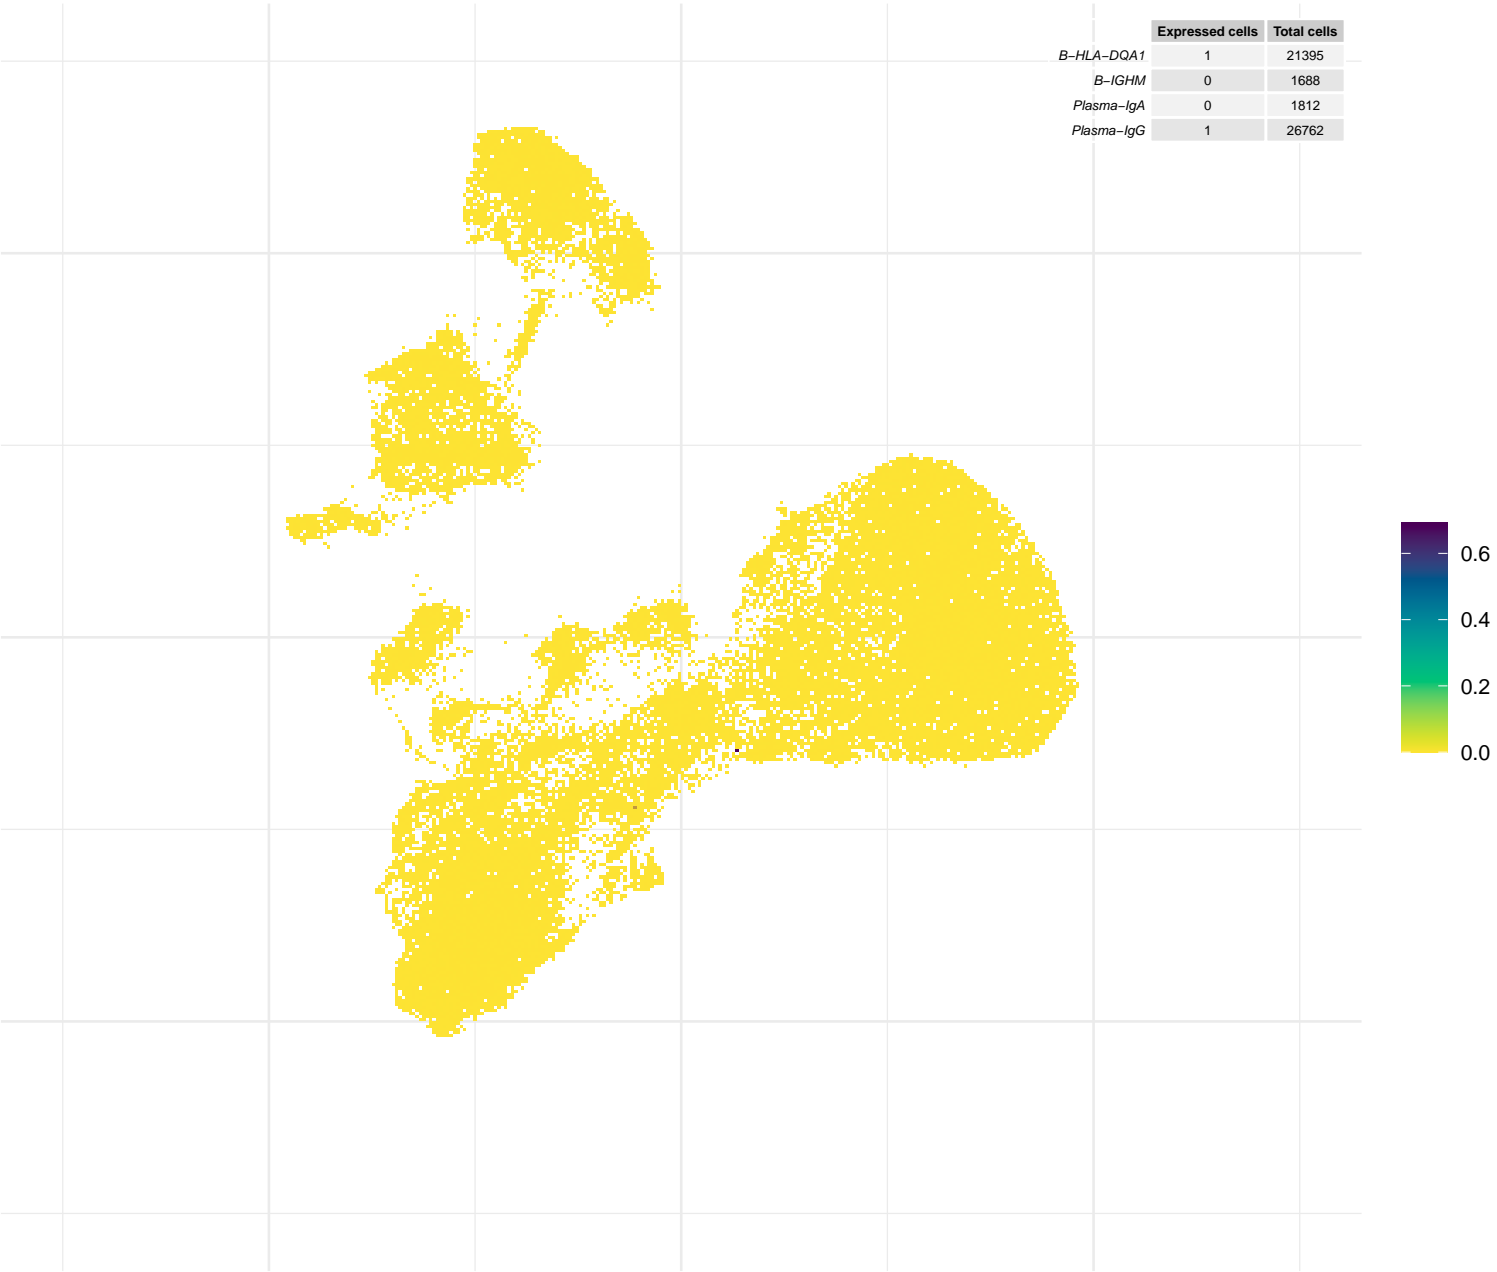 Expressed cells Total cells
B−HLA−DQA1 1 21395
B−IGHM 0 1688
Plasma−IgA 0 1812
Plasma−IgG 1 26762
0.6
0.4
0.2
0.0